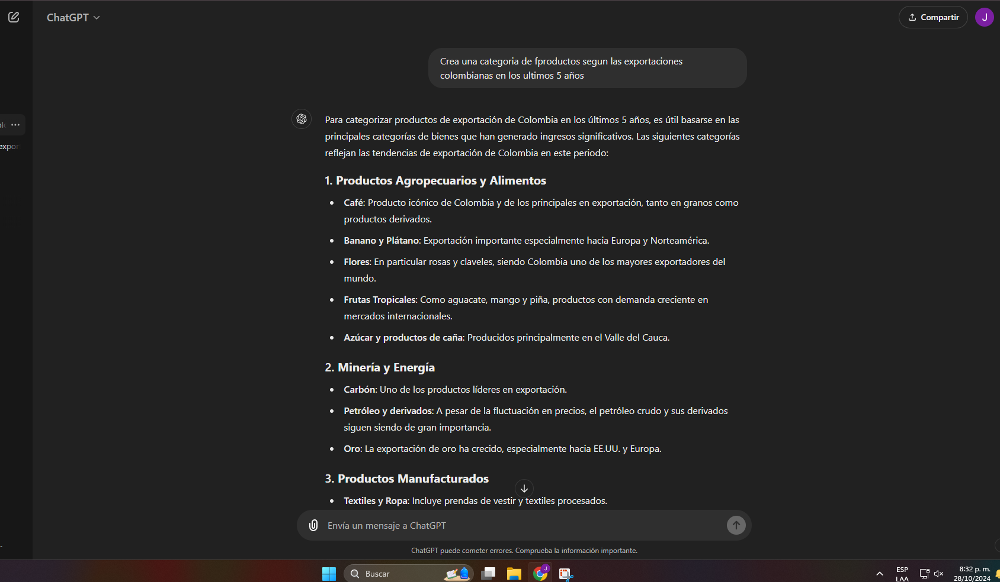 ChatGPT
Compartir
J
Crea una categoria de fproductos segun las exportaciones
colombianas en los ultimos 5 años
Para categorizar productos de exportación de Colombia en los últimos 5 años, es útil basarse en las
principales categorías de bienes que han generado ingresos significativos. Las siguientes categorías
reflejan las tendencias de exportación de Colombia en este periodo:
1. Productos Agropecuarios y Alimentos
• Café: Producto icónico de Colombia y de los principales en exportación, tanto en granos como
productos derivados.
• Banano y Plátano: Exportación importante especialmente hacia Europa y Norteamérica.
• Flores: En particular rosas y claveles, siendo Colombia uno de los mayores exportadores del
mundo.
• Frutas Tropicales: Como aguacate, mango y piña, productos con demanda creciente en
mercados internacionales.
• Azúcar y productos de caña: Producidos principalmente en el Valle del Cauca.
2. Minería y Energía
• Carbón: Uno de los productos líderes en exportación.
• Petróleo y derivados: A pesar de la fluctuación en precios, el petróleo crudo y sus derivados
siguen siendo de gran importancia.
• Oro: La exportación de oro ha crecido, especialmente hacia EE.UU. y Europa.
3. Productos Manufacturados
• Textiles y Ropa: Incluye prendas de vestir y textiles procesados.
Envía un mensaje a ChatGPT
ChatGPT puede cometer errores. Comprueba la información importante.
Buscar
J
ESP
LAA
8:32 p. m.
28/10/2024